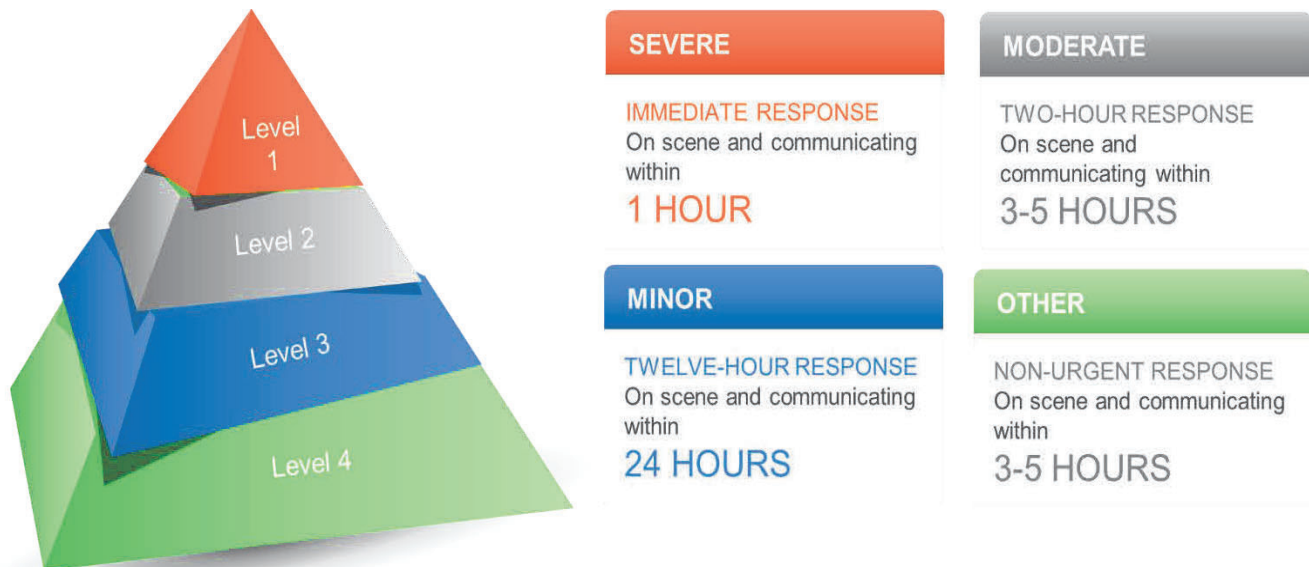 Level
1
Level 2
Level 3
Level 4
SEVERE
IMMEDIATE RESPONSE
On scene and communicating
within
1 HOUR
MODERATE
TWO-HOUR RESPONSE
On scene and
communicating within
3-5 HOURS
MINOR
TWELVE-HOUR RESPONSE
On scene and communicating
within
24 HOURS
OTHER
NON-URGENT RESPONSE
On scene and communicating
within
3-5 HOURS